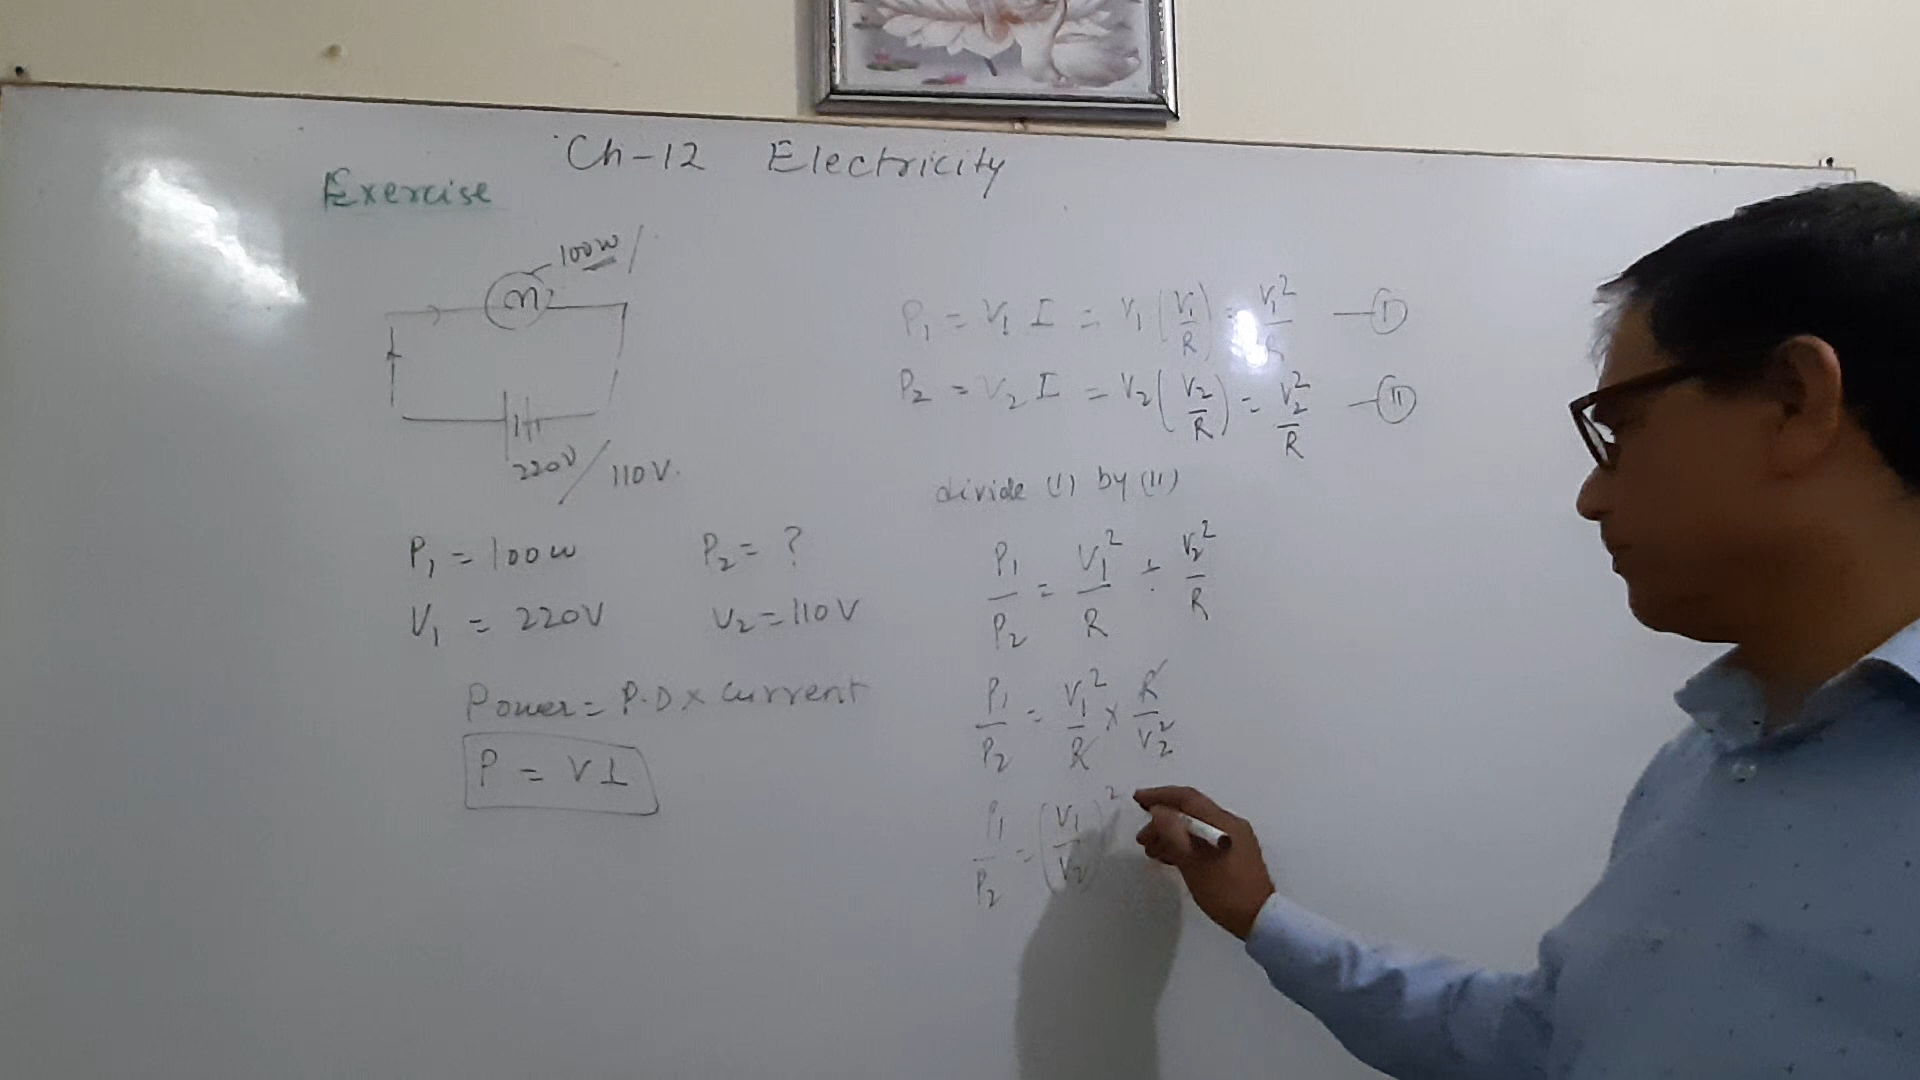 Ch-12 Electricity
Exercise
100w /
220V / 110V.
P₁ = 100w P₂ = ?
V₁ = 220V V₂ = 110V
Power = P.D x current
P = VI
P₁ = V₁ I = V₁ (V₁/R) = V₁²/R — (I)
P₂ = V₂ I = V₂ (V₂/R) = V₂²/R — (II)
divide (I) by (II)
P₁/P₂ = V₁²/R ÷ V₂²/R
P₁/P₂ = V₁²/R x R/V₂²
P₁/P₂ = (V₁/V₂)²